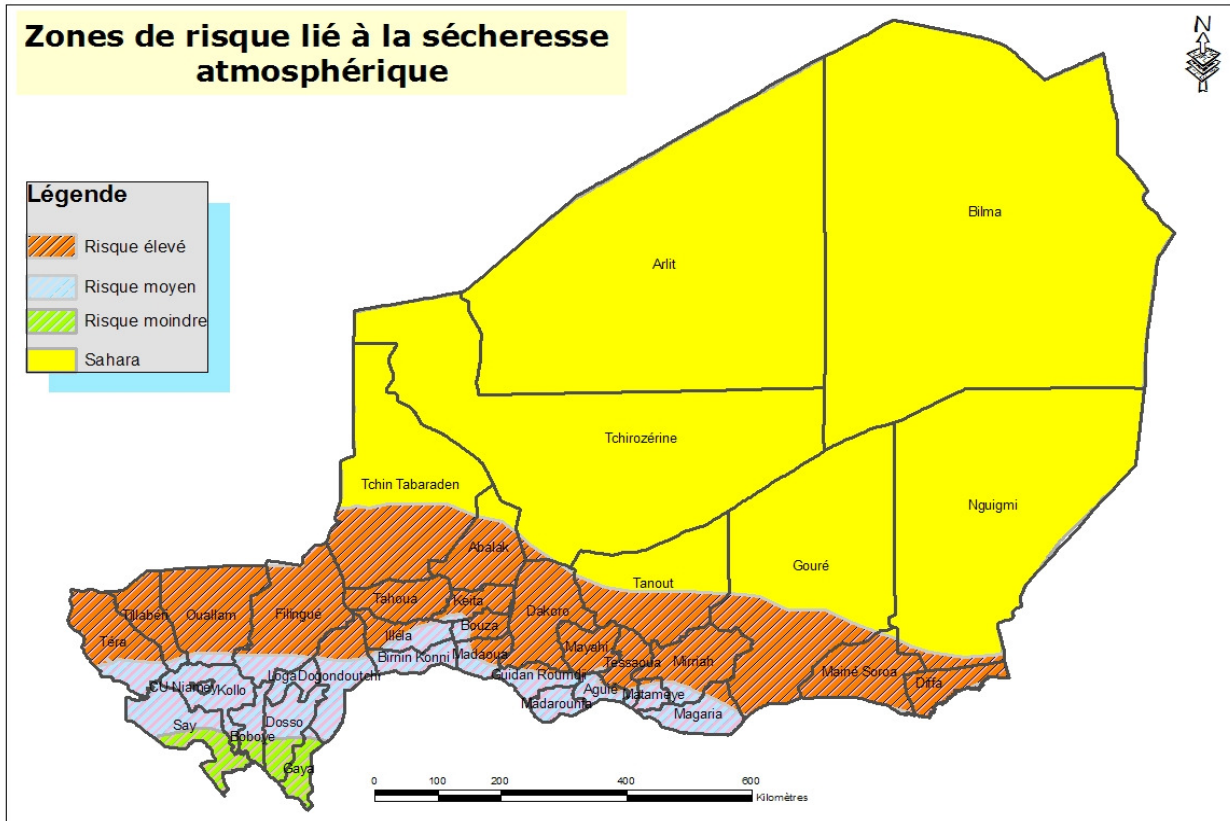 Zones de risque lié à la sécheresse
atmosphérique
N
Légende
Risque élevé
Risque moyen
Risque moindre
Sahara
Bilma
Arlit
Tchirozérine
Tchin Tabaraden
Nguigmi
Abalak
Gouré
Tanout
Tahoua
Keita
Dakoro
Tillabéri
Ouallam
Filingué
Bouza
Téra
Illéla
Mayahi
Birnin Konni
Madaoua
Tessaoua
Mirriah
Mainé Soroa
Diffa
Loga
Dogondoutchi
Guidan Roumdji
CU Niamey
Kollo
Aguié
Matameye
Madarounfa
Magaria
Say
Dosso
Boboye
Gaya
0 100 200 400 600
Kilomètres